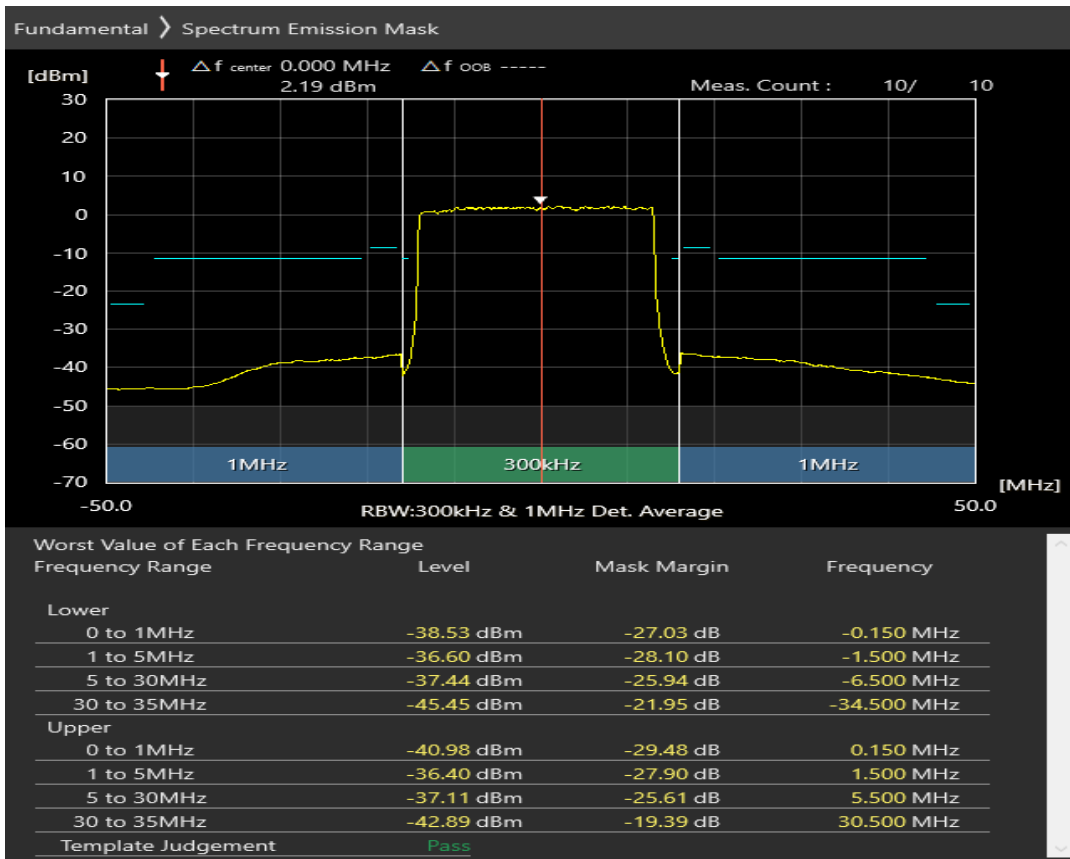 Fundamental ❯ Spectrum Emission Mask
[dBm] △f center 0.000 MHz △f OOB -----
2.19 dBm Meas. Count : 10/ 10
30
20
10
0
-10
-20
-30
-40
-50
-60
1MHz 300kHz 1MHz
-70
[MHz]
-50.0 RBW:300kHz & 1MHz Det. Average 50.0
Worst Value of Each Frequency Range
Frequency Range Level Mask Margin Frequency
Lower
0 to 1MHz -38.53 dBm -27.03 dB -0.150 MHz
1 to 5MHz -36.60 dBm -28.10 dB -1.500 MHz
5 to 30MHz -37.44 dBm -25.94 dB -6.500 MHz
30 to 35MHz -45.45 dBm -21.95 dB -34.500 MHz
Upper
0 to 1MHz -40.98 dBm -29.48 dB 0.150 MHz
1 to 5MHz -36.40 dBm -27.90 dB 1.500 MHz
5 to 30MHz -37.11 dBm -25.61 dB 5.500 MHz
30 to 35MHz -42.89 dBm -19.39 dB 30.500 MHz
Template Judgement Pass